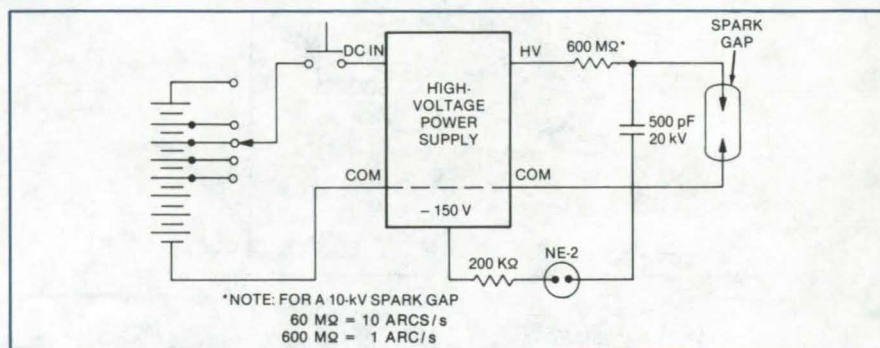 SPARK
GAP
DC IN
HV
600 MΩ*
HIGH-
VOLTAGE
POWER
SUPPLY
500 pF
20 kV
COM
COM
– 150 V
200 KΩ
NE-2
*NOTE: FOR A 10-kV SPARK GAP
60 MΩ = 10 ARCS/s
600 MΩ = 1 ARC/s